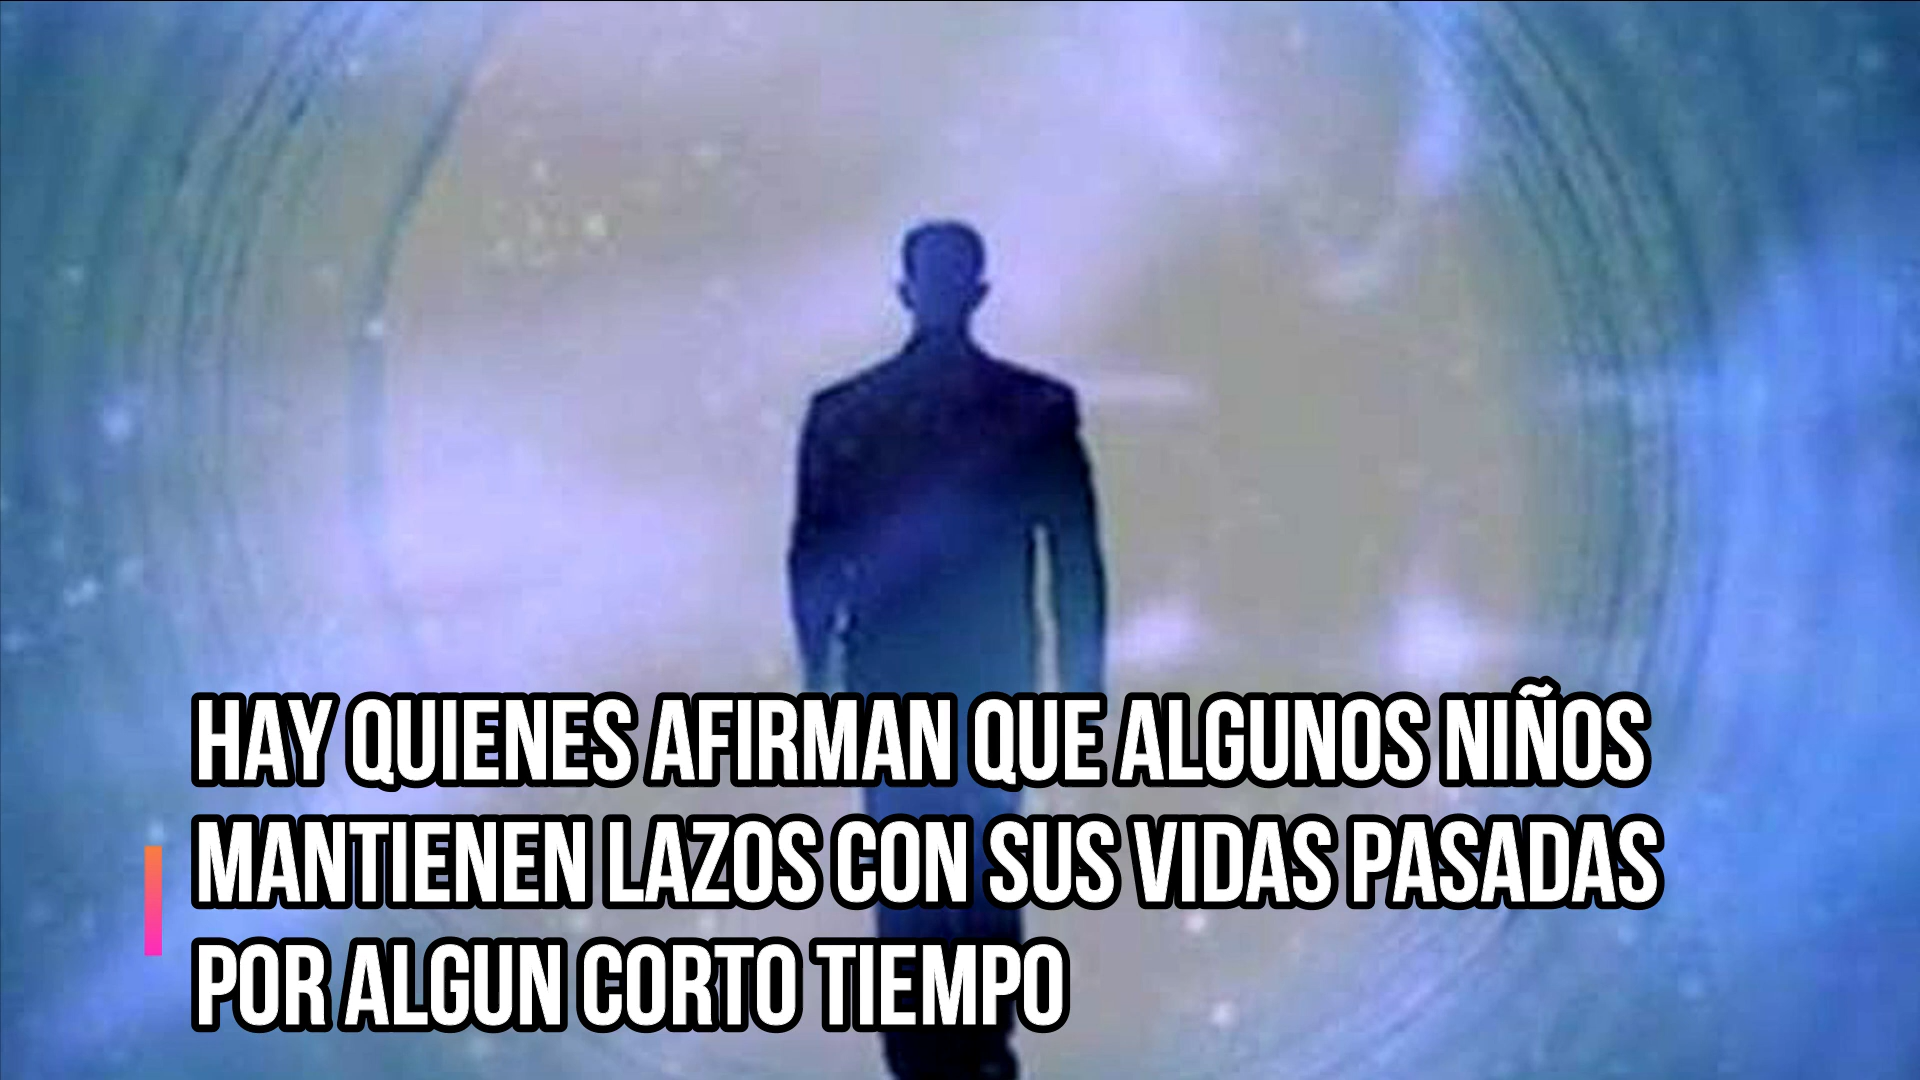 HAY QUIENES AFIRMAN QUE ALGUNOS NIÑOS
MANTIENEN LAZOS CON SUS VIDAS PASADAS
POR ALGUN CORTO TIEMPO